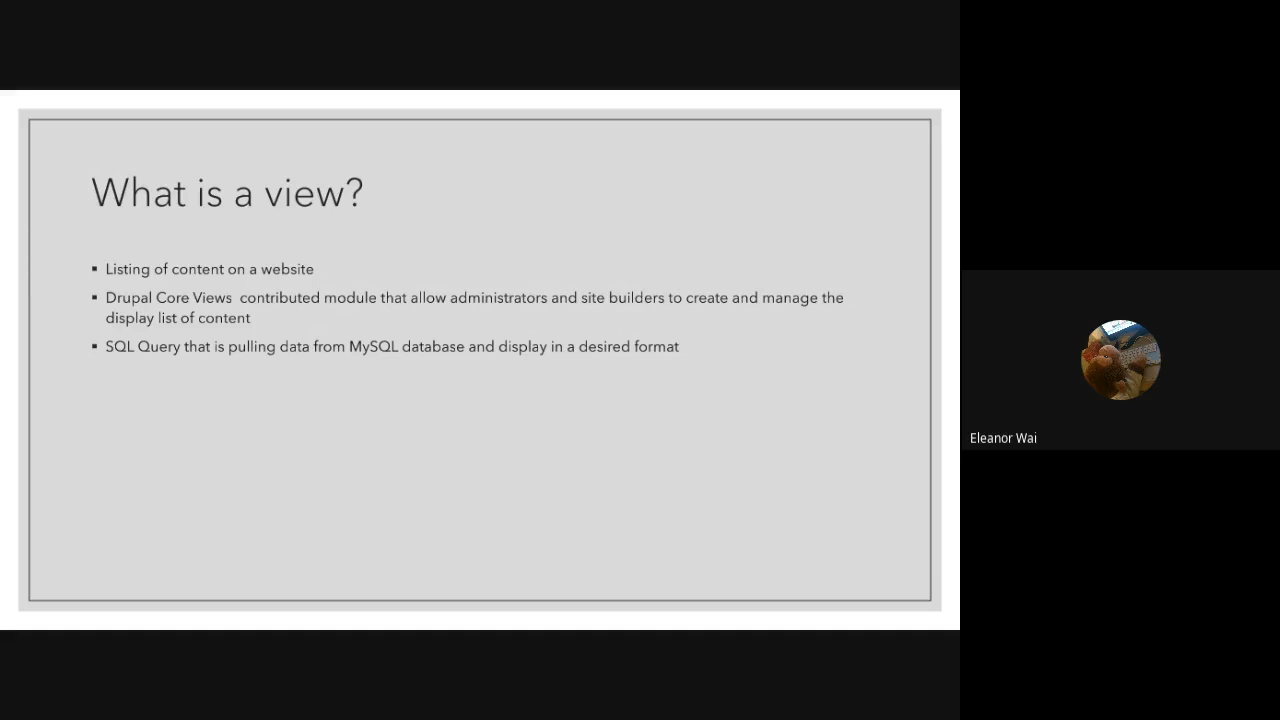 What is a view?
▪ Listing of content on a website
▪ Drupal Core Views  contributed module that allow administrators and site builders to create and manage the
display list of content
▪ SQL Query that is pulling data from MySQL database and display in a desired format
Eleanor Wai